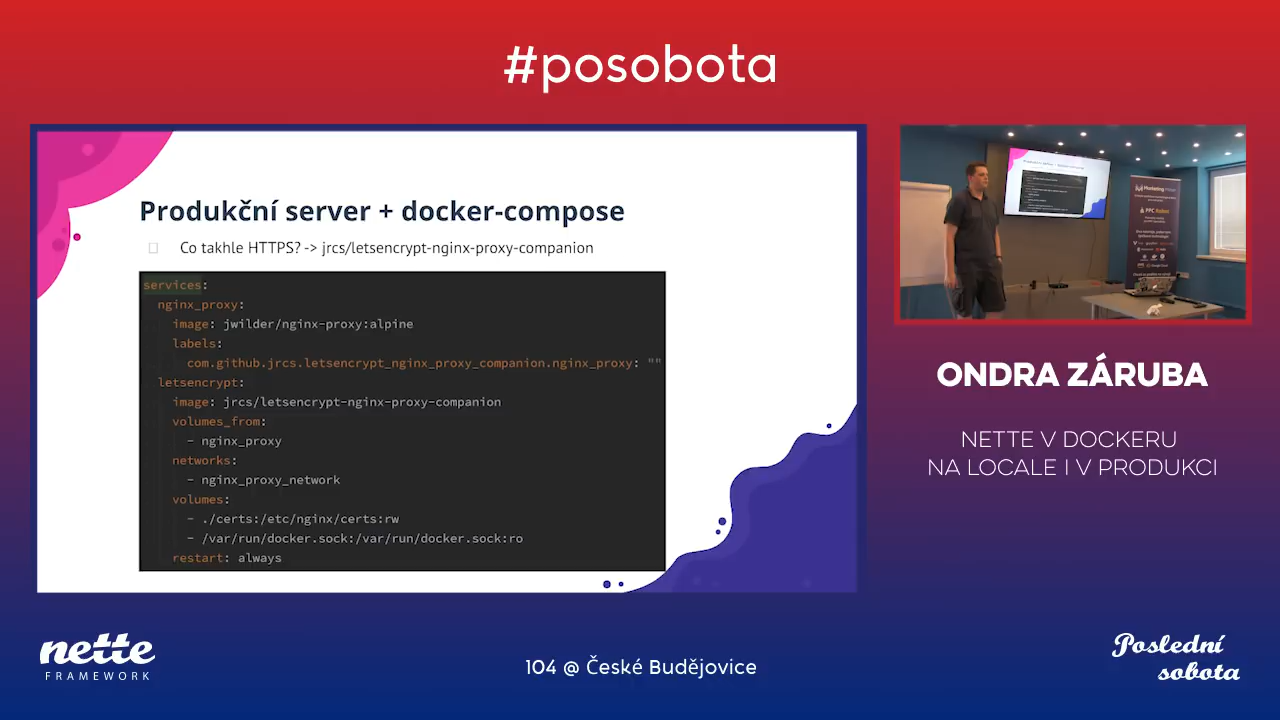 #posobota
Produkční server + docker-compose
Co takhle HTTPS? -> jrcs/letsencrypt-nginx-proxy-companion
services:
nginx_proxy:
image: jwilder/nginx-proxy:alpine
labels:
com.github.jrcs.letsencrypt_nginx_proxy_companion.nginx_proxy: ""
letsencrypt:
image: jrcs/letsencrypt-nginx-proxy-companion
volumes_from:
- nginx_proxy
networks:
- nginx_proxy_network
volumes:
- ./certs:/etc/nginx/certs:rw
- /var/run/docker.sock:/var/run/docker.sock:ro
restart: always
ONDRA ZÁRUBA
NETTE V DOCKERU
NA LOCALE I V PRODUKCI
nette
FRAMEWORK
104 @ České Budějovice
Poslední
sobota